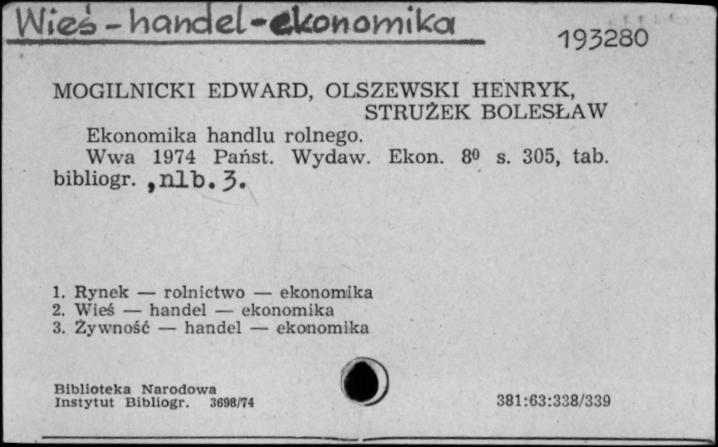 Wieś - handel - ekonomika
193280
MOGILNICKI EDWARD, OLSZEWSKI HENRYK,
STRUŻEK BOLESŁAW
Ekonomika handlu rolnego.
Wwa 1974 Państ. Wydaw. Ekon. 8⁰ s. 305, tab.
bibliogr. , nlb. 3.
1. Rynek — rolnictwo — ekonomika
2. Wieś — handel — ekonomika
3. Żywność — handel — ekonomika
Biblioteka Narodowa
Instytut Bibliogr. 3698/74
381:63:338/339